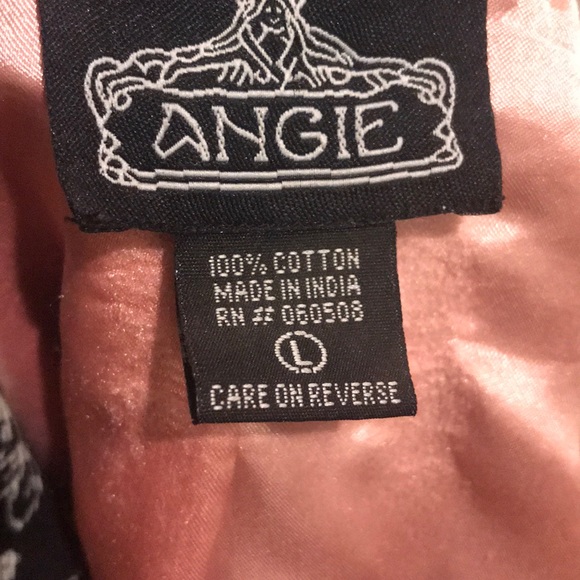 ANGIE
100% COTTON
MADE IN INDIA
RN # 060508
L
CARE ON REVERSE